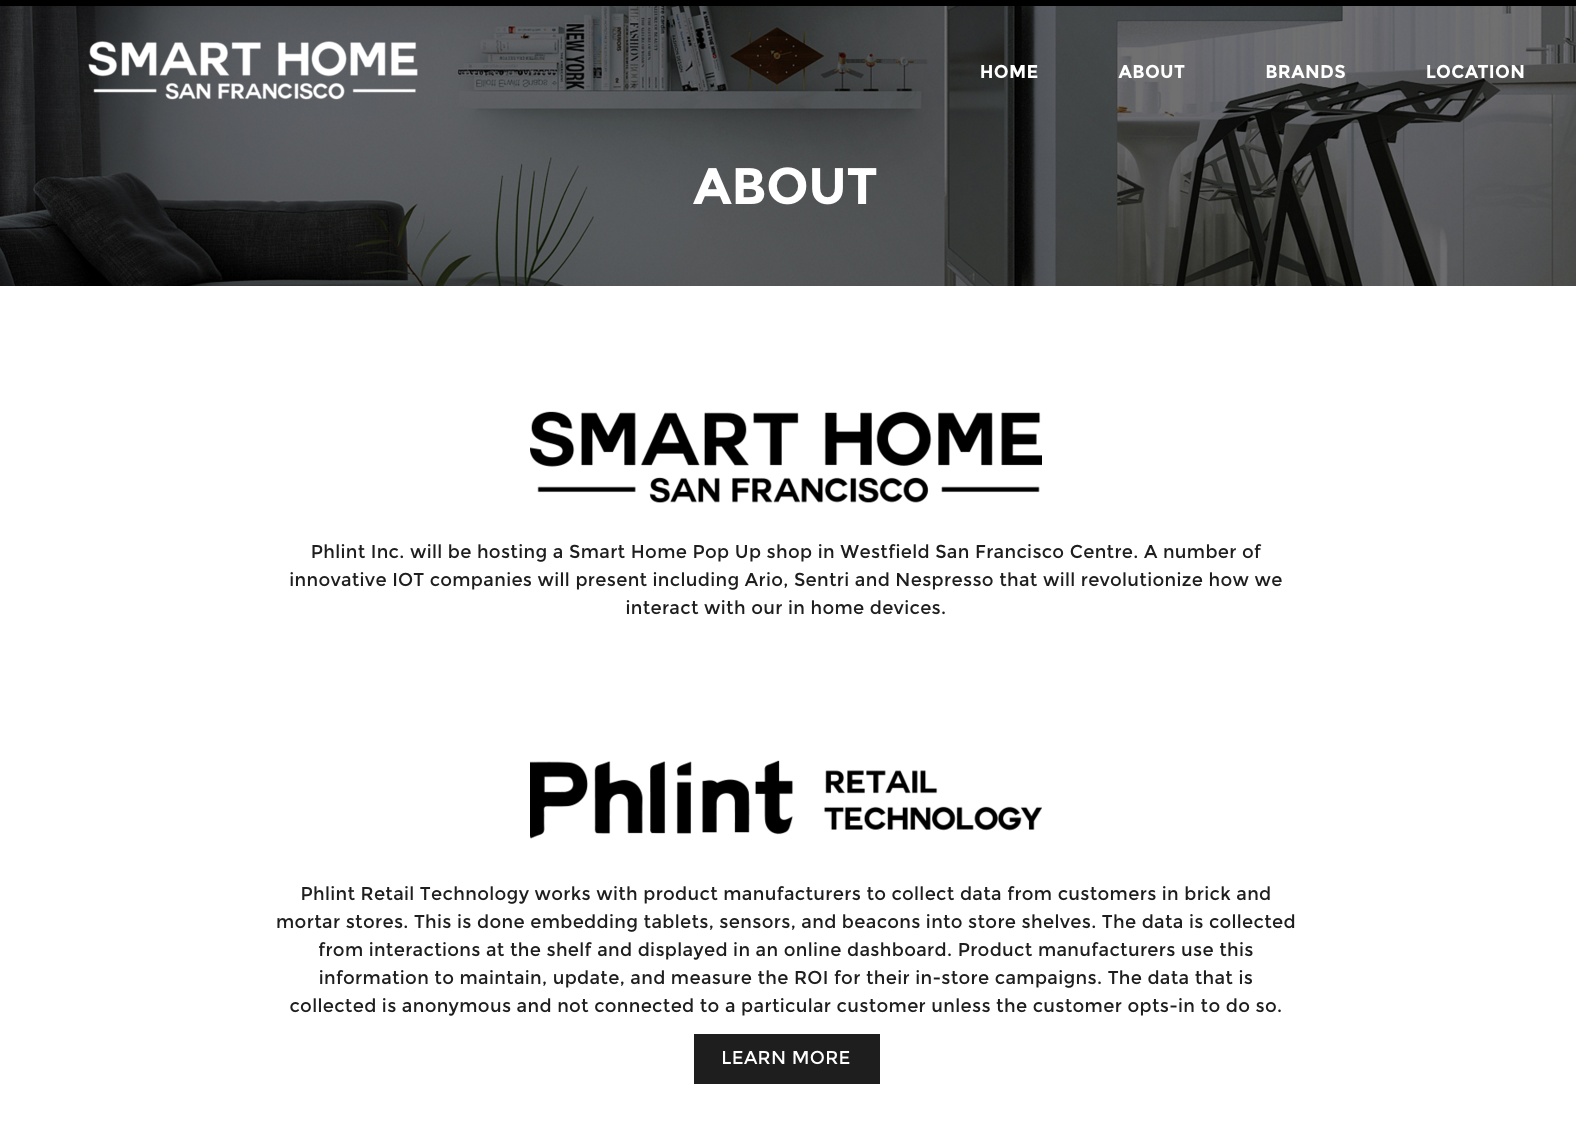 SMART HOME
SAN FRANCISCO
HOME ABOUT BRANDS LOCATION
NEW YORK
ABOUT
SMART HOME
SAN FRANCISCO
Phlint Inc. will be hosting a Smart Home Pop Up shop in Westfield San Francisco Centre. A number of
innovative IOT companies will present including Ario, Sentri and Nespresso that will revolutionize how we
interact with our in home devices.
Phlint RETAIL
TECHNOLOGY
Phlint Retail Technology works with product manufacturers to collect data from customers in brick and
mortar stores. This is done embedding tablets, sensors, and beacons into store shelves. The data is collected
from interactions at the shelf and displayed in an online dashboard. Product manufacturers use this
information to maintain, update, and measure the ROI for their in-store campaigns. The data that is
collected is anonymous and not connected to a particular customer unless the customer opts-in to do so.
LEARN MORE